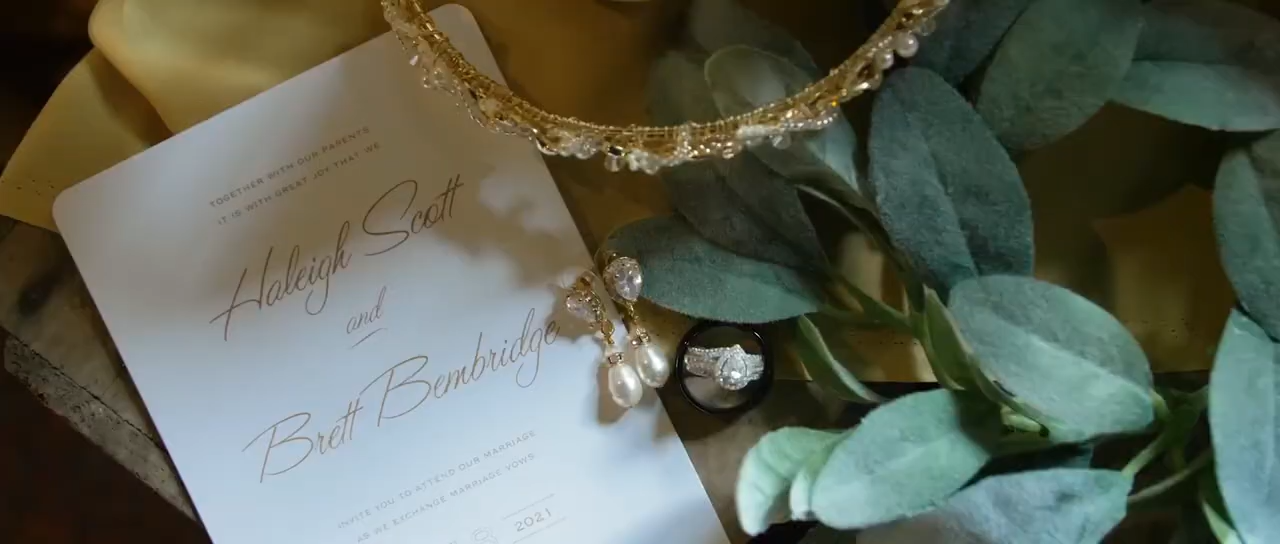 TOGETHER WITH OUR PARENTS
IT IS WITH GREAT JOY THAT WE
Haleigh Scott
and
Brett Bembridge
INVITE YOU TO ATTEND OUR MARRIAGE
AS WE EXCHANGE MARRIAGE VOWS
2021